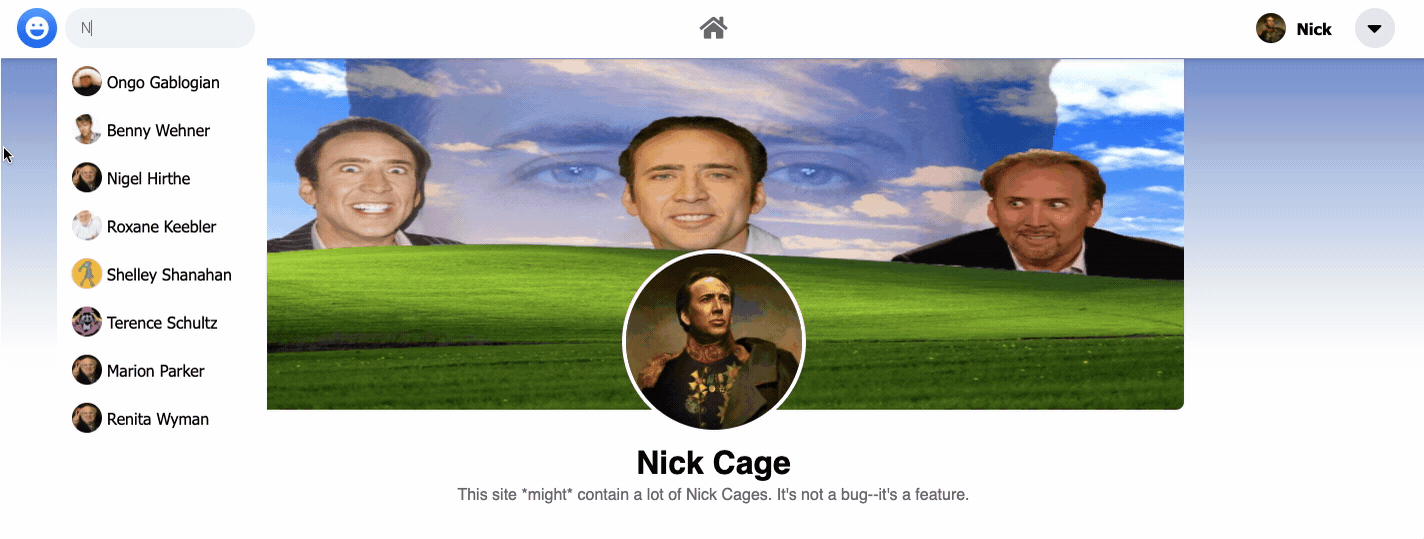 N
Nick
Ongo Gablogian
Benny Wehner
Nigel Hirthe
Roxane Keebler
Shelley Shanahan
Terence Schultz
Marion Parker
Renita Wyman
Nick Cage
This site *might* contain a lot of Nick Cages. It's not a bug--it's a feature.